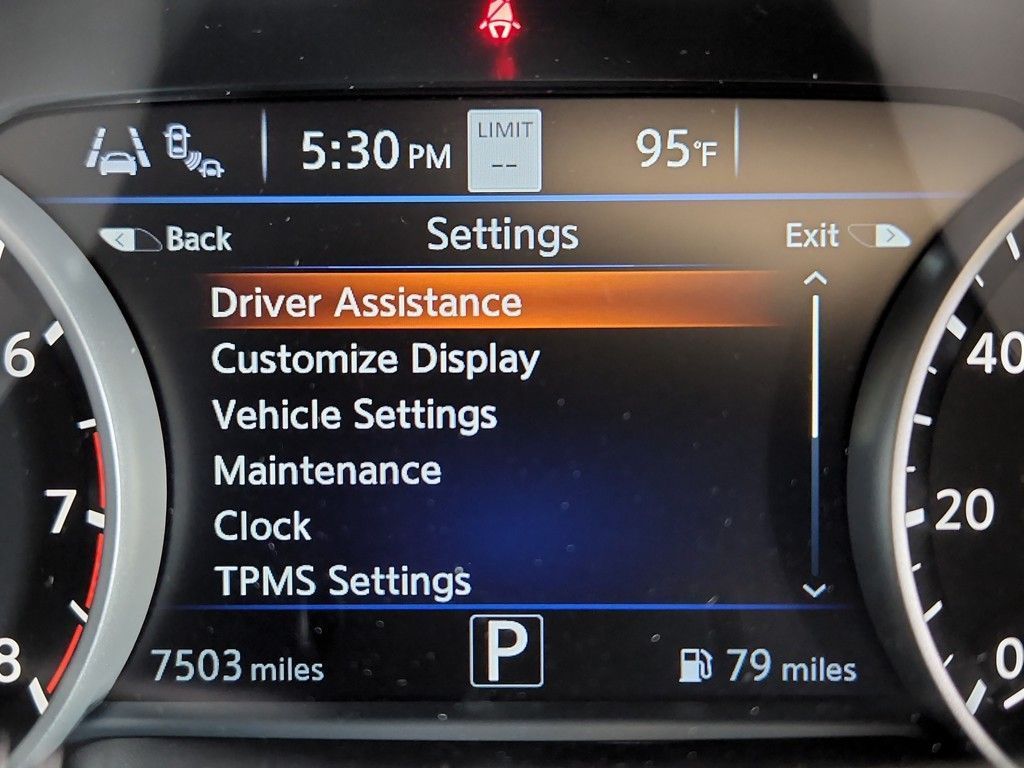 5:30 PM
LIMIT
--
95°F
Back
Settings
Exit
Driver Assistance
Customize Display
Vehicle Settings
Maintenance
Clock
TPMS Settings
7503 miles
P
79 miles
6
7
8
40
20
0